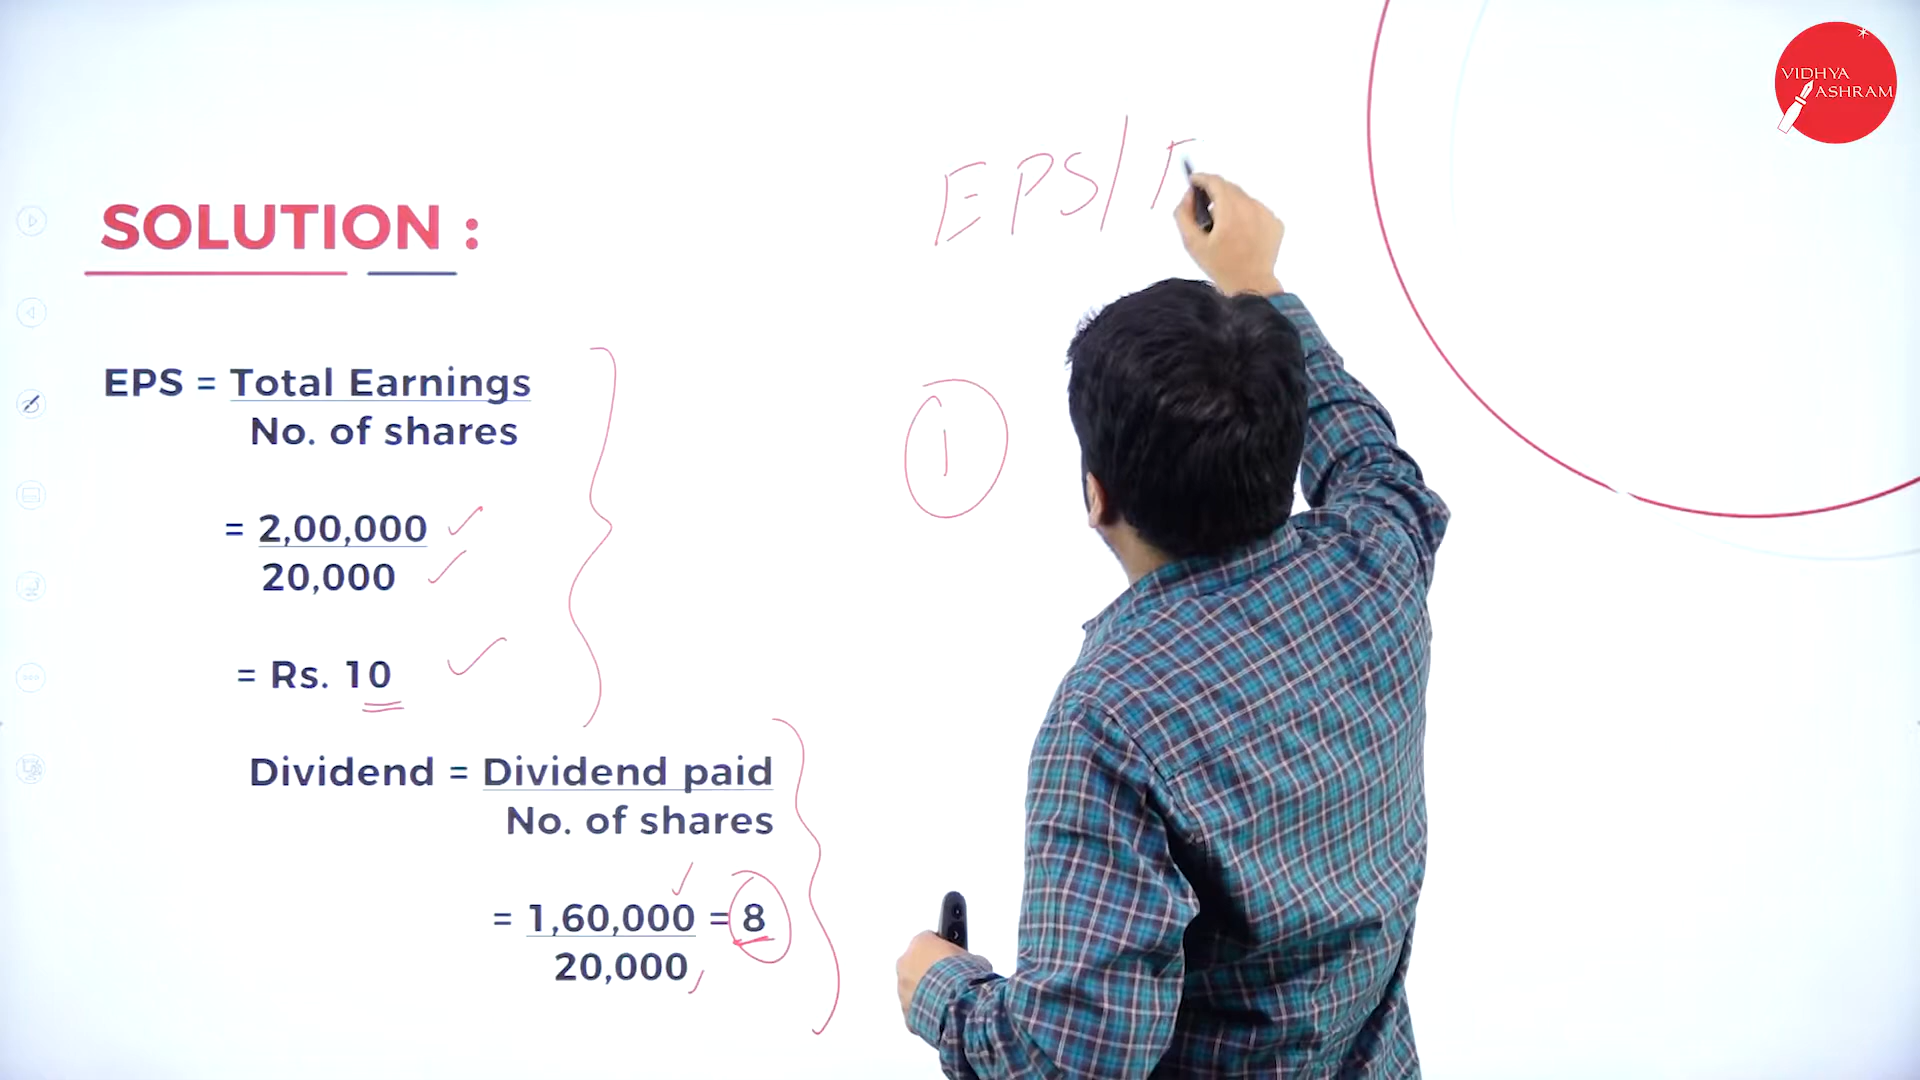 VIDHYA
ASHRAM
EPS/
SOLUTION :
EPS = Total Earnings
No. of shares
1
= 2,00,000
20,000
= Rs. 10
Dividend = Dividend paid
No. of shares
= 1,60,000 = 8
20,000